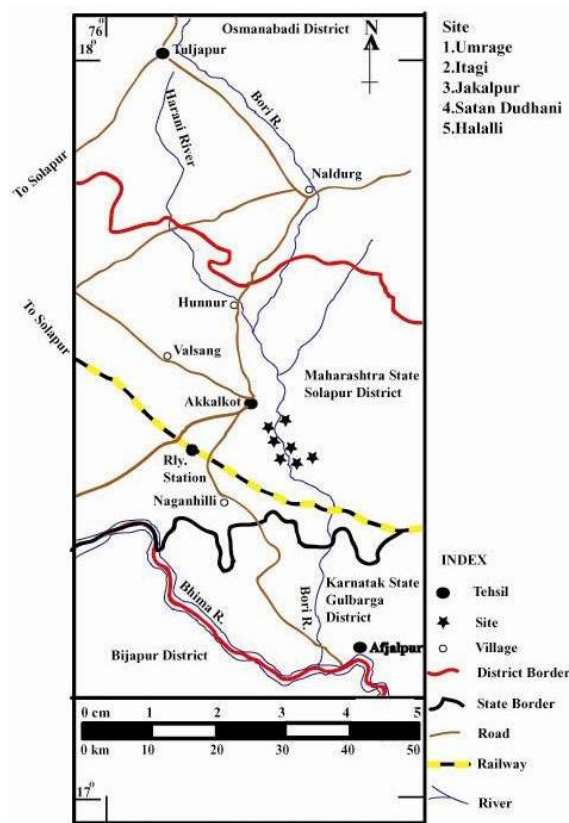 76
Osmanabadi District
N
18
Tuljapur
Harani River
Bori R.
Naldurg
To Solapur
Hunnur
To Solapur
Valsang
Maharashtra State
Solapur District
Akkalkot
Rly.
Station
Naganhilli
Karnatak State
Gulbarga
District
Bhima R.
Bori R.
Afjalpur
Bijapur District
0 cm 1 2 3 4 5
0 km 10 20 30 40 50
17
Site
1.Umrage
2.Itagi
3.Jakalpur
4.Satan Dudhani
5.Halalli
INDEX
Tehsil
Site
Village
District Border
State Border
Road
Railway
River